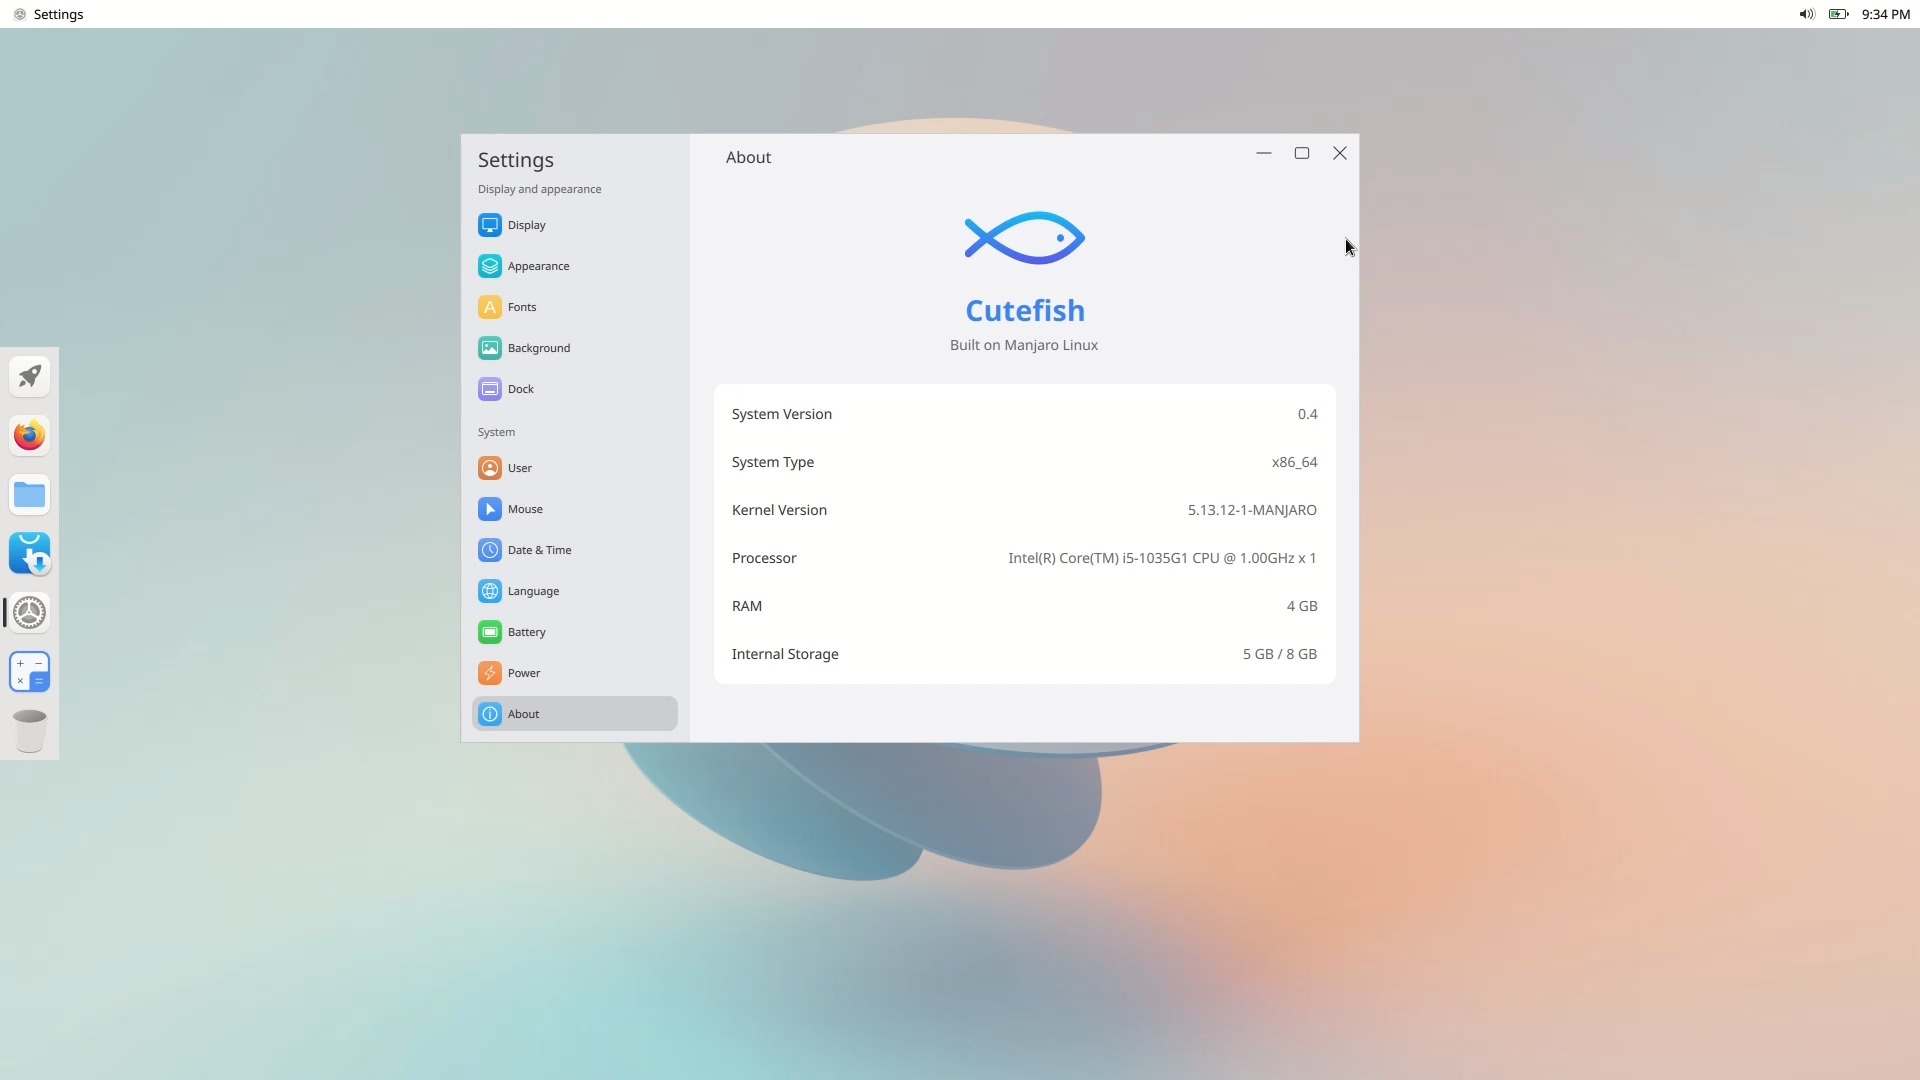 Settings
9:34 PM
Settings
Display and appearance
Display
Appearance
Fonts
Background
Dock
System
User
Mouse
Date & Time
Language
Battery
Power
About
About
Cutefish
Built on Manjaro Linux
System Version 0.4
System Type x86_64
Kernel Version 5.13.12-1-MANJARO
Processor Intel(R) Core(TM) i5-1035G1 CPU @ 1.00GHz x 1
RAM 4 GB
Internal Storage 5 GB / 8 GB